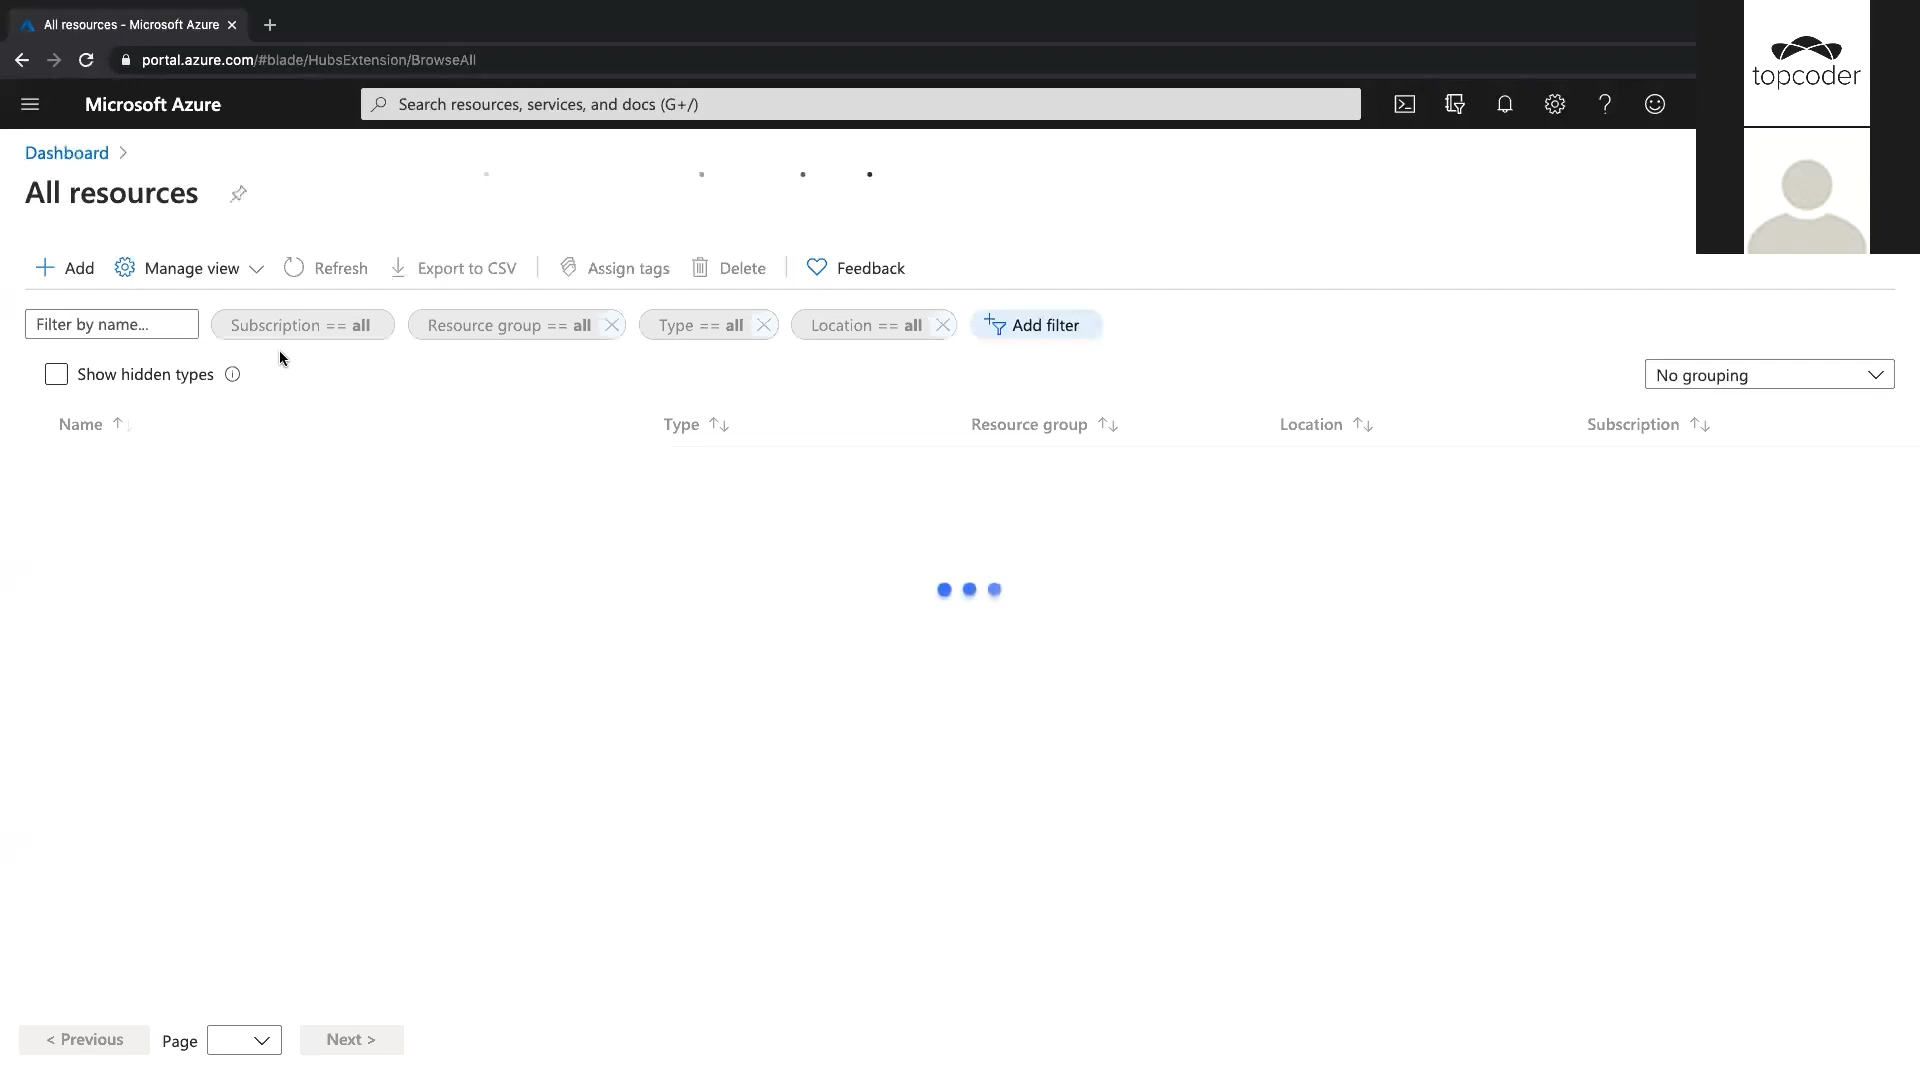 All resources - Microsoft Azure
portal.azure.com/#blade/HubsExtension/BrowseAll
topcoder
Microsoft Azure
Search resources, services, and docs (G+/)
Dashboard
All resources
Add
Manage view
Refresh
Export to CSV
Assign tags
Delete
Feedback
Filter by name...
Subscription == all
Resource group == all
Type == all
Location == all
Add filter
Show hidden types
No grouping
Name
Type
Resource group
Location
Subscription
< Previous
Page
Next >